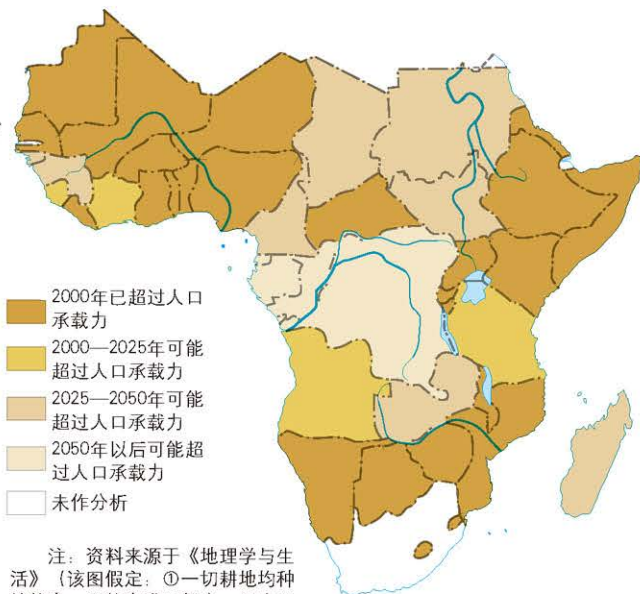 2000年已超过人口
承载力
2000—2025年可能
超过人口承载力
2025—2050年可能
超过人口承载力
2050年以后可能超
过人口承载力
未作分析
注：资料来源于《地理学与生
活》（该图假定：①一切耕地均种